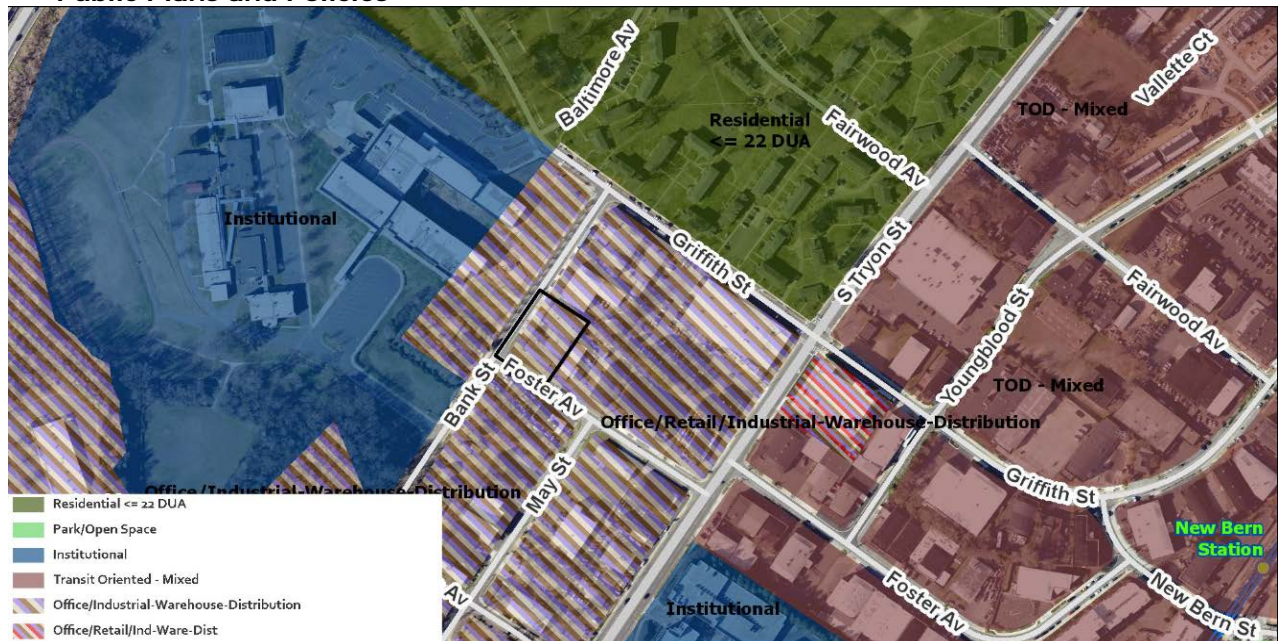 Public Plans and Policies
Baltimore Av
Vallette Ct
TOD - Mixed
Residential
<= 22 DUA
Fairwood Av
Institutional
Griffith St
S Tryon St
Fairwood Av
Youngblood St
TOD - Mixed
Bank St
Foster Av
Office/Retail/Industrial-Warehouse-Distribution
May St
Griffith St
Office/Industrial-Warehouse-Distribution
New Bern
Station
Foster Av
New Bern St
Institutional
Av
Residential <= 22 DUA
Park/Open Space
Institutional
Transit Oriented - Mixed
Office/Industrial-Warehouse-Distribution
Office/Retail/Ind-Ware-Dist